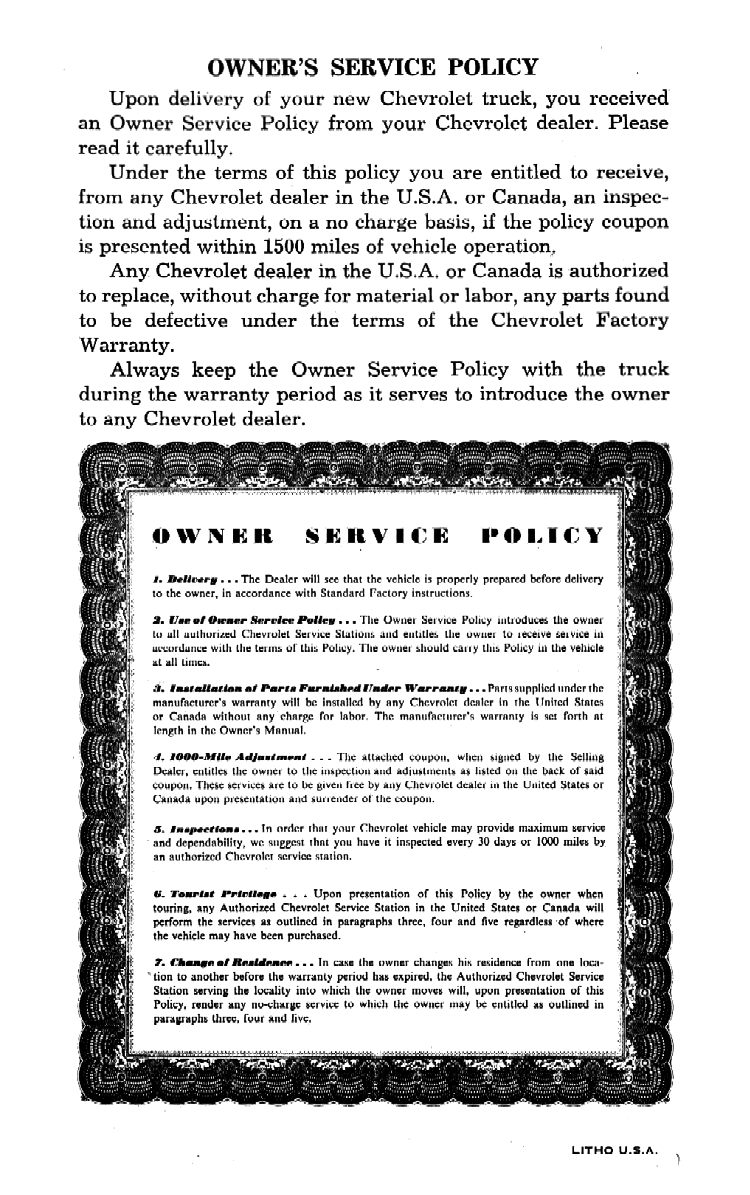 OWNER'S SERVICE POLICY
Upon delivery of your new Chevrolet truck, you received
an Owner Service Policy from your Chevrolet dealer. Please
read it carefully.
Under the terms of this policy you are entitled to receive,
from any Chevrolet dealer in the U.S.A. or Canada, an inspec-
tion and adjustment, on a no charge basis, if the policy coupon
is presented within 1500 miles of vehicle operation.
Any Chevrolet dealer in the U.S.A. or Canada is authorized
to replace, without charge for material or labor, any parts found
to be defective under the terms of the Chevrolet Factory
Warranty.
Always keep the Owner Service Policy with the truck
during the warranty period as it serves to introduce the owner
to any Chevrolet dealer.
OWNER SERVICE POLICY
1. Delivery . . . The Dealer will see that the vehicle is properly prepared before delivery
to the owner, in accordance with Standard Factory instructions.
2. Use of Owner Service Policy . . . The Owner Service Policy introduces the owner
to all authorized Chevrolet Service Stations and entitles the owner to receive service in
accordance with the terms of this Policy. The owner should carry this Policy in the vehicle
at all times.
3. Installation of Parts Furnished Under Warranty . . . Parts supplied under the
manufacturer's warranty will be installed by any Chevrolet dealer in the United States
or Canada without any charge for labor. The manufacturer's warranty is set forth at
length in the Owner's Manual.
4. 1000-Mile Adjustment . . . The attached coupon, when signed by the Selling
Dealer, entitles the owner to the inspection and adjustments as listed on the back of said
coupon. These services are to be given free by any Chevrolet dealer in the United States or
Canada upon presentation and surrender of the coupon.
5. Inspections . . . In order that your Chevrolet vehicle may provide maximum service
and dependability, we suggest that you have it inspected every 30 days or 1000 miles by
an authorized Chevrolet service station.
6. Tourist Privilege . . . Upon presentation of this Policy by the owner when
touring, any Authorized Chevrolet Service Station in the United States or Canada will
perform the services as outlined in paragraphs three, four and five regardless of where
the vehicle may have been purchased.
7. Change of Residence . . . In case the owner changes his residence from one loca-
tion to another before the warranty period has expired, the Authorized Chevrolet Service
Station serving the locality into which the owner moves will, upon presentation of this
Policy, render any no-charge service to which the owner may be entitled as outlined in
paragraphs three, four and five.
LITHO U.S.A.